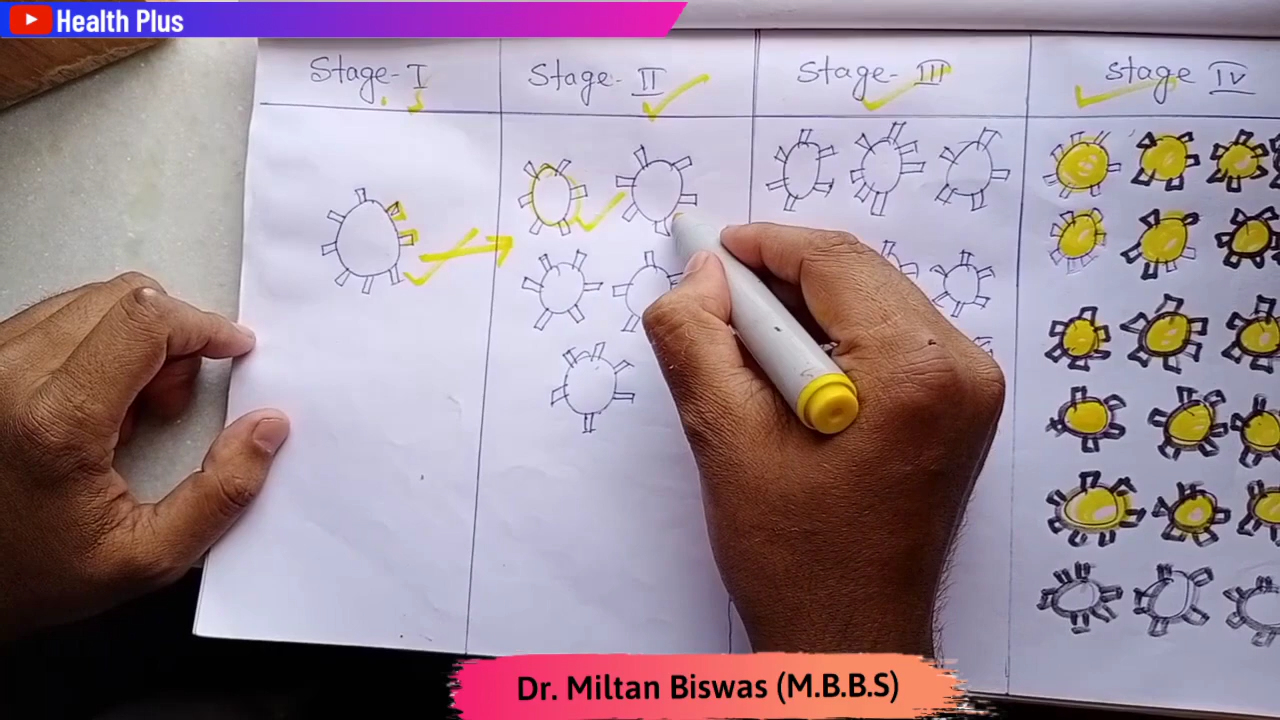 Health Plus
Stage-I
Stage-II
Stage-III
Stage IV
Dr. Miltan Biswas (M.B.B.S)